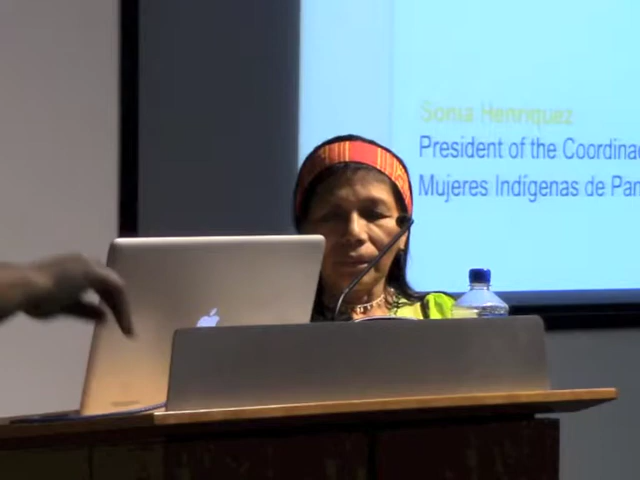 Sonia Henriquez
President of the Coordinac
Mujeres Indígenas de Pan